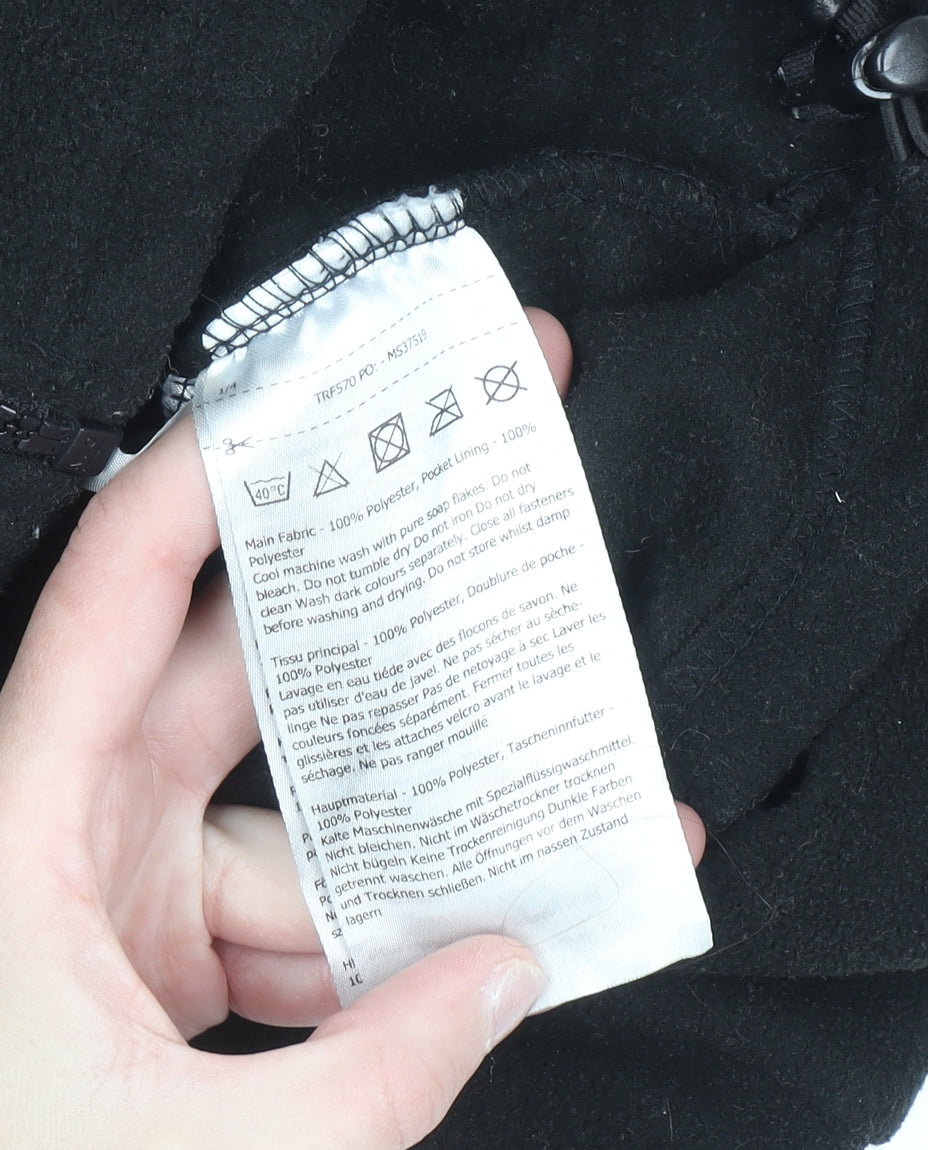 1/4
TRF570 PO: - MS37519
40°C
Main Fabric - 100% Polyester, Pocket Lining - 100%
Polyester
Cool machine wash with pure soap flakes. Do not
bleach. Do not tumble dry Do not iron Do not dry
clean Wash dark colours separately. Close all fasteners
before washing and drying. Do not store whilst damp
Tissu principal - 100% Polyester, Doublure de poche -
100% Polyester
Lavage en eau tiéde avec des flocons de savon. Ne
pas utiliser d'eau de javel. Ne pas sécher au sèche-
linge Ne pas repasser Pas de netoyage à sec Laver les
couleurs foncées séparément. Fermer toutes les
glissières et les attaches velcro avant le lavage et le
séchage. Ne pas ranger mouillé
Hauptmaterial - 100% Polyester, Tascheninnfutter -
100% Polyester
Kalte Maschinenwäsche mit Spezialflüssigwaschmittel
Nicht bleichen. Nicht im Wäschetrockner trocknen
Nicht bügeln Keine Trockenreinigung Dunkle Farben
getrennt waschen. Alle Öffnungen vor dem Waschen
und Trocknen schließen. Nicht im nassen Zustand
lagern